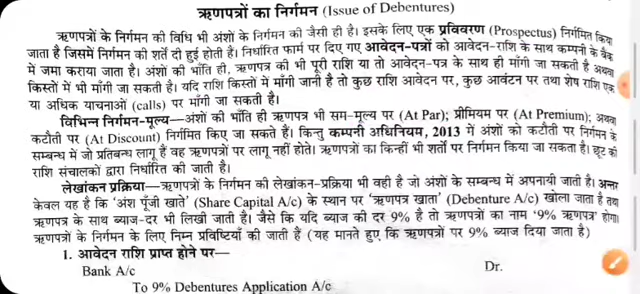 ऋणपत्रों का निर्गमन (Issue of Debentures)
ऋणपत्रों के निर्गमन की विधि भी अंशों के निर्गमन की जैसी ही है। इसके लिए एक प्रविवरण (Prospectus) निर्गमित किया
जाता है जिसमें निर्गमन की शर्तें दी हुई होती हैं। निर्धारित फार्म पर दिए गए आवेदन-पत्रों को आवेदन-राशि के साथ कम्पनी के बैंक
में जमा कराया जाता है। अंशों की भाँति ही, ऋणपत्र की भी पूरी राशि या तो आवेदन-पत्र के साथ ही माँगी जा सकती है अथवा
किस्तों में भी माँगी जा सकती है। यदि राशि किस्तों में माँगी जानी है तो कुछ राशि आवेदन पर, कुछ आवंटन पर तथा शेष राशि एक
या अधिक याचनाओं (calls) पर माँगी जा सकती है।
विभिन्न निर्गमन-मूल्य—अंशों की भाँति ही ऋणपत्र भी सम-मूल्य पर (At Par); प्रीमियम पर (At Premium); अथवा
कटौती पर (At Discount) निर्गमित किए जा सकते हैं। किन्तु कम्पनी अधिनियम, 2013 में अंशों को कटौती पर निर्गमन के
सम्बन्ध में जो प्रतिबन्ध लागू हैं वह ऋणपत्रों पर लागू नहीं होते। ऋणपत्रों का किन्हीं भी शर्तों पर निर्गमन किया जा सकता है। छूट की
राशि संचालकों द्वारा निर्धारित की जाती है।
लेखांकन प्रक्रिया—ऋणपत्रों के निर्गमन की लेखांकन-प्रक्रिया भी वही है जो अंशों के सम्बन्ध में अपनायी जाती है। अन्तर
केवल यह है कि 'अंश पूंजी खाते' (Share Capital A/c) के स्थान पर 'ऋणपत्र खाता' (Debenture A/c) खोला जाता है तथा
ऋणपत्र के साथ ब्याज-दर भी लिखी जाती है। जैसे कि यदि ब्याज की दर 9% है तो ऋणपत्रों का नाम '9% ऋणपत्र' होगा।
ऋणपत्रों के निर्गमन के लिए निम्न प्रविष्टियाँ की जाती हैं (यह मानते हुए कि ऋणपत्रों पर 9% ब्याज दिया जाता है)
1. आवेदन राशि प्राप्त होने पर—
Bank A/c Dr.
To 9% Debentures Application A/c